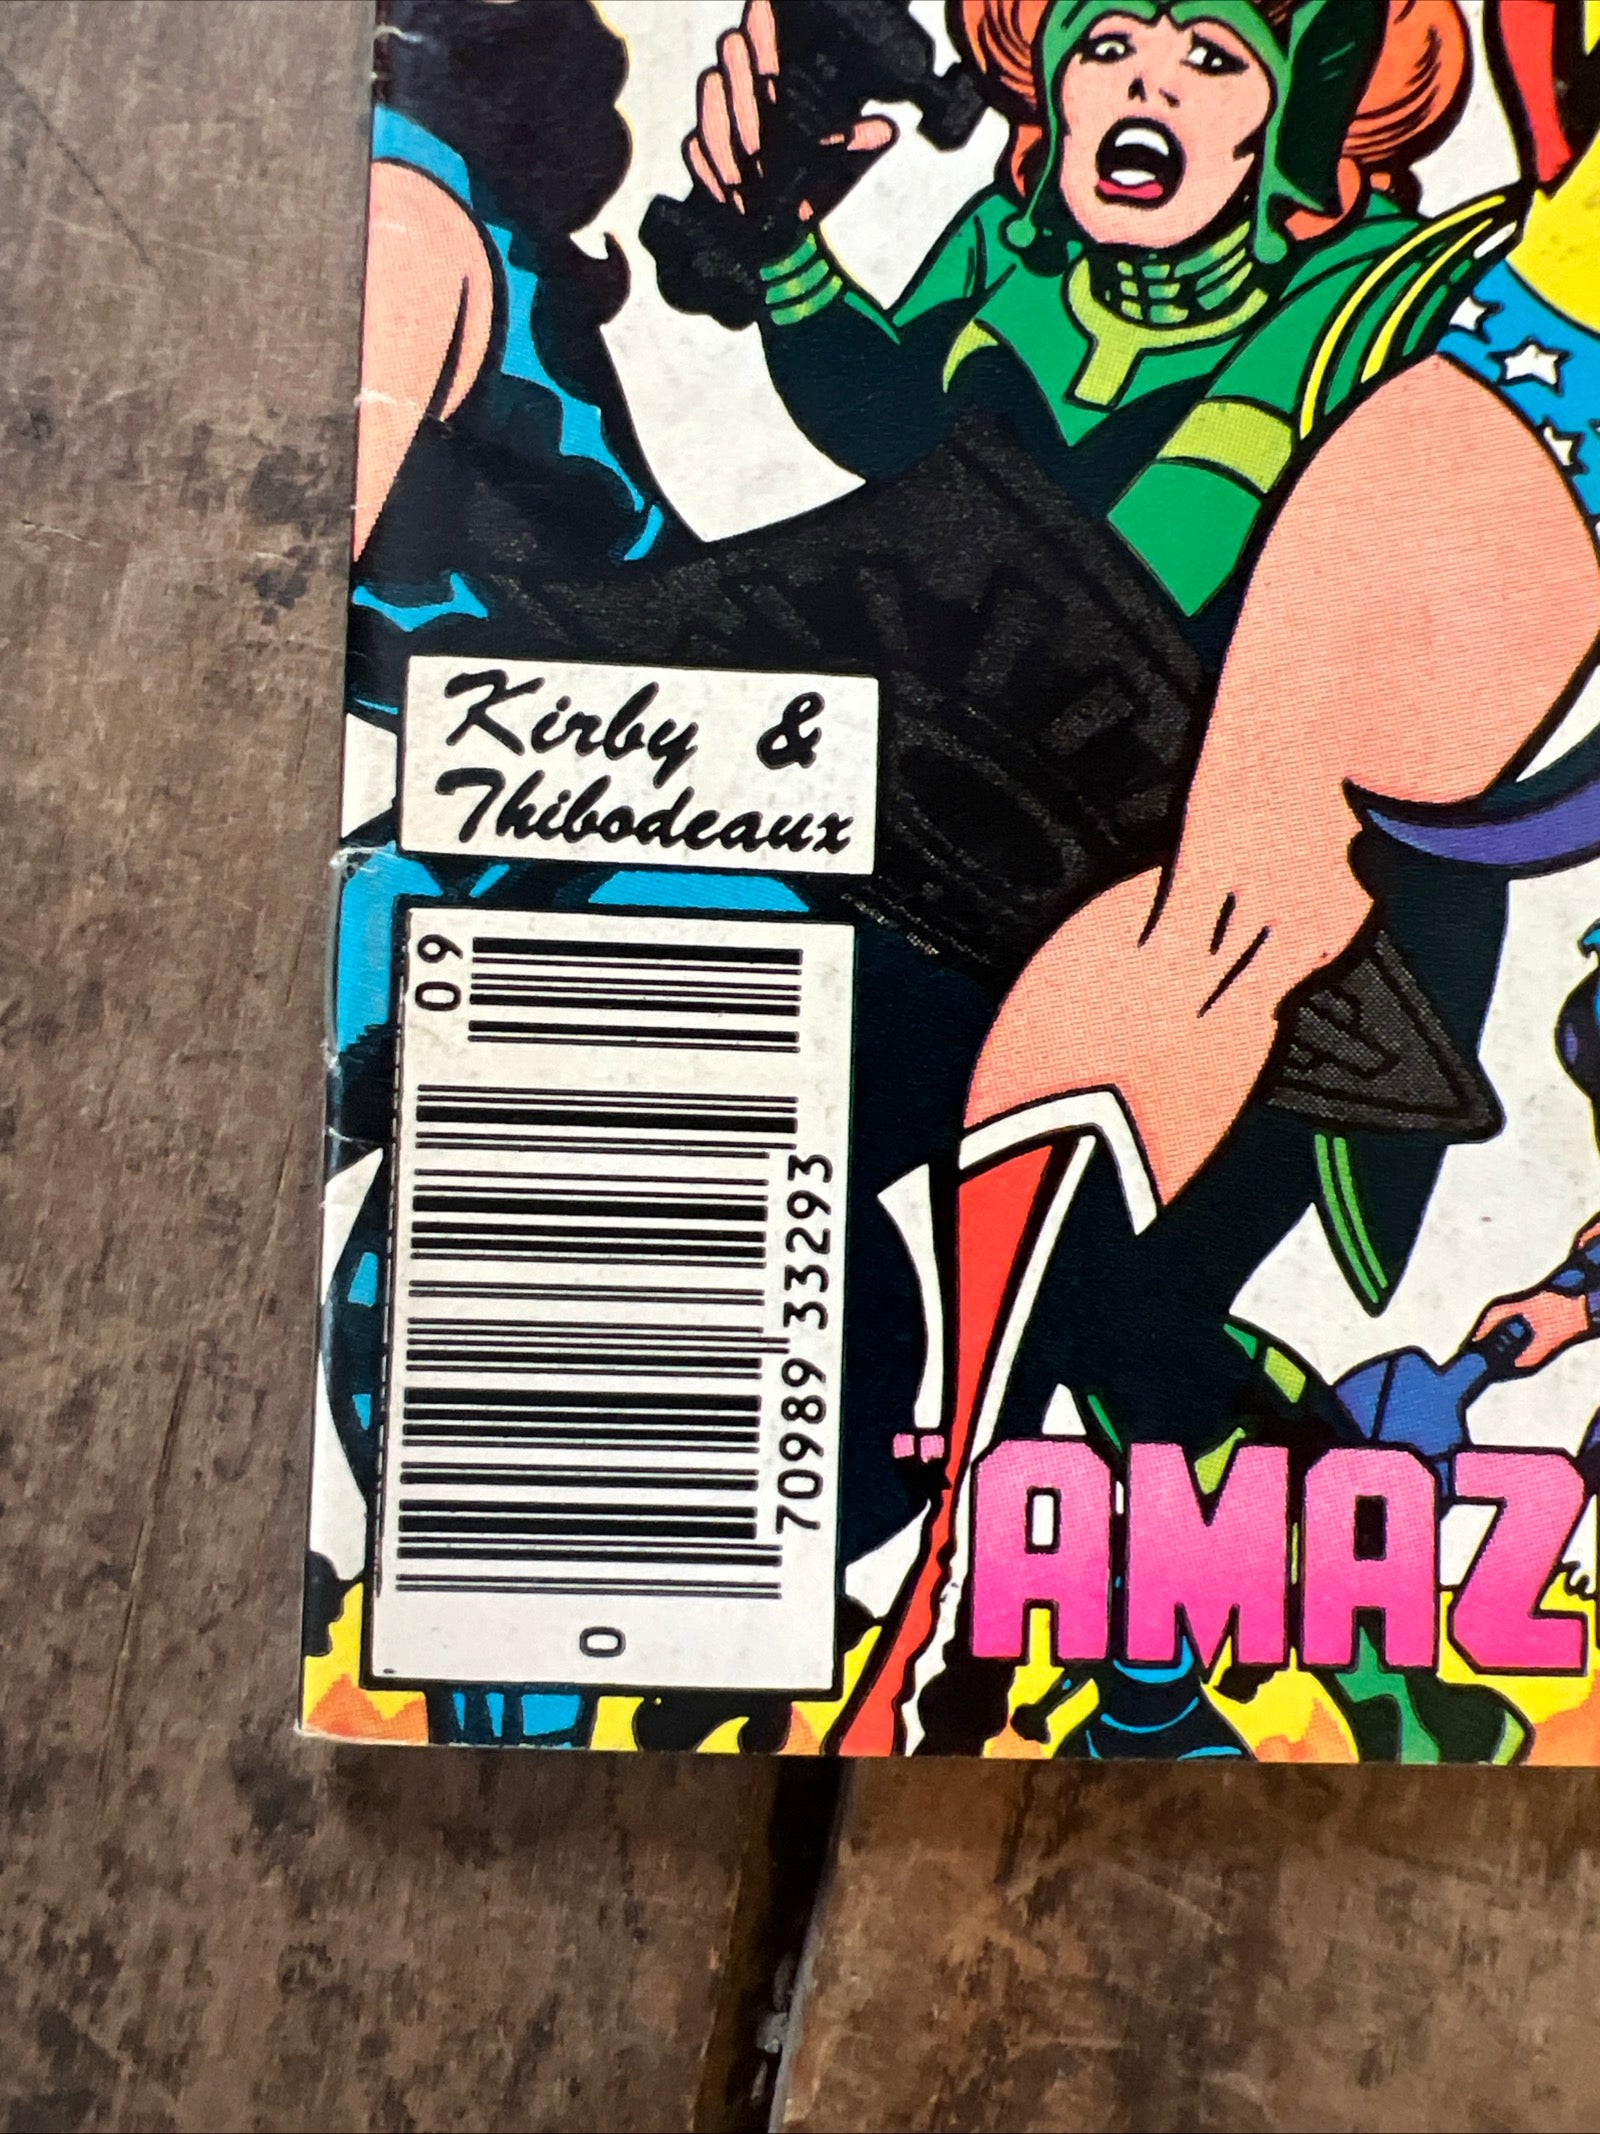 Kirby &
Thibodeaux
09
0 70989 33293
"AMAZ